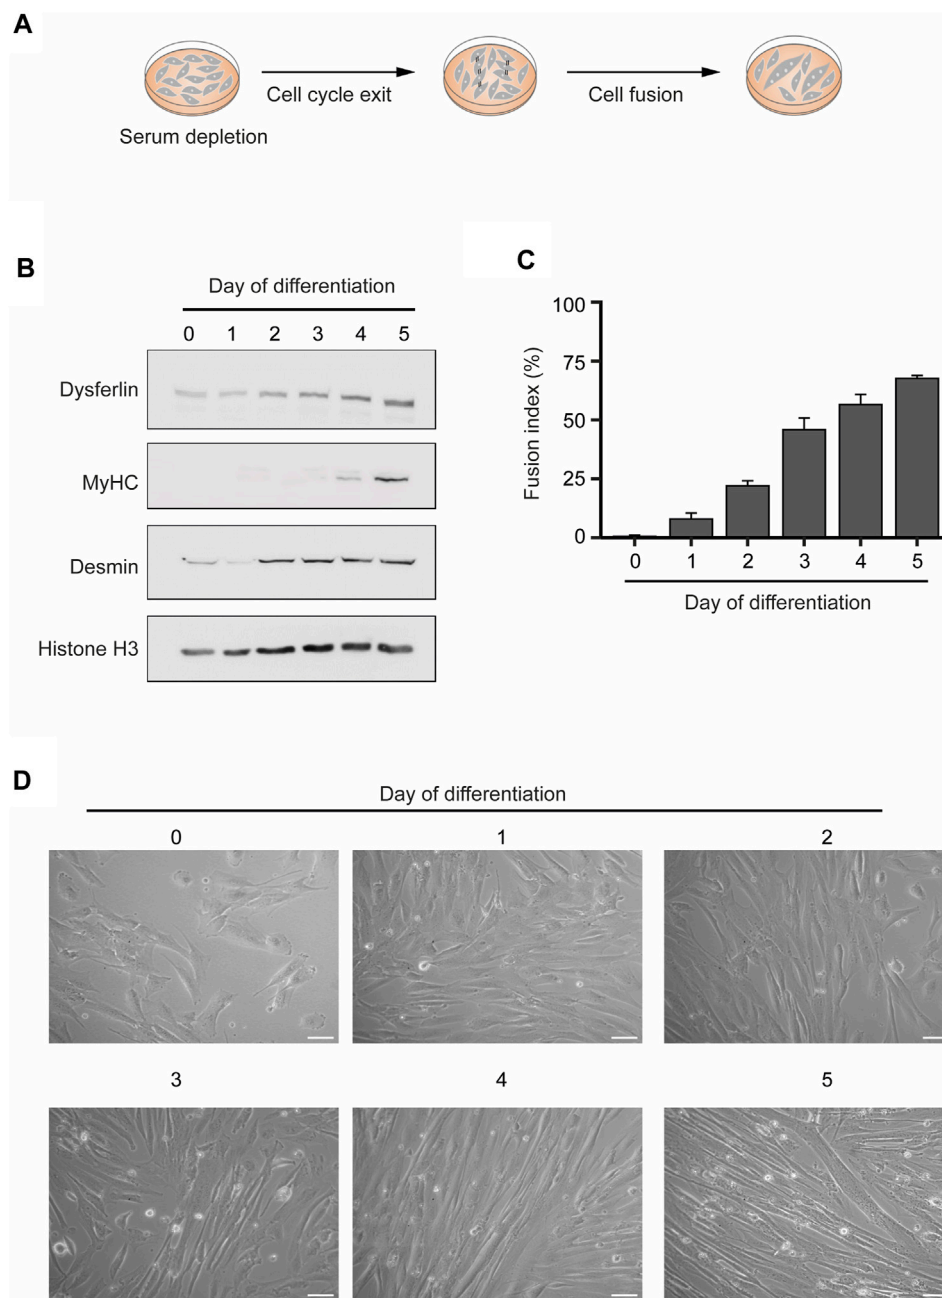 A
Cell cycle exit
Cell fusion
Serum depletion
B
Day of differentiation
0 1 2 3 4 5
Dysferlin
MyHC
Desmin
Histone H3
C
Fusion index (%)
100
75
50
25
0
0 1 2 3 4 5
Day of differentiation
D
Day of differentiation
0 1 2
3 4 5